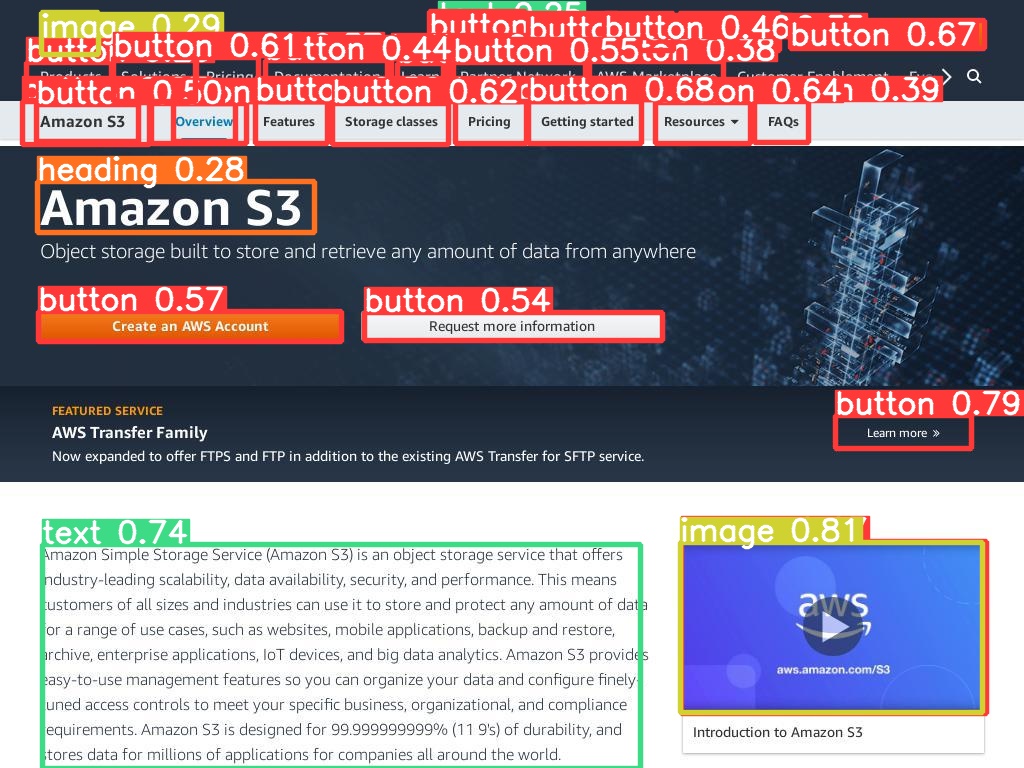 image 0.29
button 0.46
button 0.67
button 0.61
0.44
button 0.55
0.38
Products Solutions Pricing Documentation Learn Partner Network AWS Marketplace Customer Enablement
button 0.50
button 0.62
button 0.68
0.64
0.39
Amazon S3 Overview Features Storage classes Pricing Getting started Resources FAQs
heading 0.28
Amazon S3
Object storage built to store and retrieve any amount of data from anywhere
button 0.57 button 0.54
Create an AWS Account Request more information
button 0.79
FEATURED SERVICE
AWS Transfer Family
Learn more »
Now expanded to offer FTPS and FTP in addition to the existing AWS Transfer for SFTP service.
text 0.74
Amazon Simple Storage Service (Amazon S3) is an object storage service that offers
industry-leading scalability, data availability, security, and performance. This means
customers of all sizes and industries can use it to store and protect any amount of data
for a range of use cases, such as websites, mobile applications, backup and restore,
archive, enterprise applications, IoT devices, and big data analytics. Amazon S3 provides
easy-to-use management features so you can organize your data and configure finely-
tuned access controls to meet your specific business, organizational, and compliance
requirements. Amazon S3 is designed for 99.999999999% (11 9's) of durability, and
stores data for millions of applications for companies all around the world.
image 0.81
aws
aws.amazon.com/S3
Introduction to Amazon S3